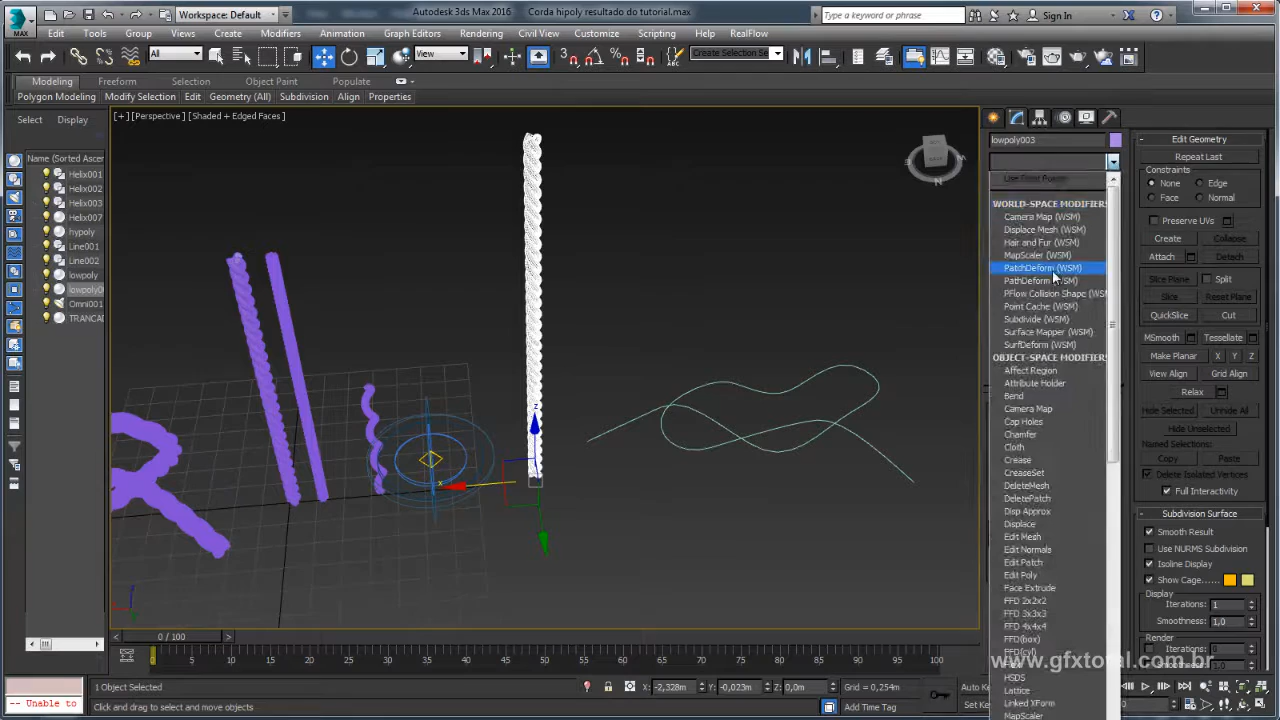 Workspace: Default
Autodesk 3ds Max 2016
Corda hipoly resultado do tutorial.max
Type a keyword or phrase
Sign In
MAX
Edit
Tools
Group
Views
Create
Modifiers
Animation
Graph Editors
Rendering
Civil View
Customize
Scripting
Help
RealFlow
All
View
Create Selection Se
Modeling
Freeform
Selection
Object Paint
Populate
Polygon Modeling
Modify Selection
Edit
Geometry (All)
Subdivision
Align
Properties
Select
Display
Name (Sorted Ascen
Helix001
Helix002
Helix003
Helix007
hypoly
Line001
Line002
lowpoly
lowpoly0
Omni001
TRANCAD
[+] [Perspective] [Shaded + Edged Faces]
lowpoly003
WORLD-SPACE MODIFIERS
Camera Map (WSM)
Displace Mesh (WSM)
Hair and Fur (WSM)
MapScaler (WSM)
PatchDeform (WSM)
PathDeform (WSM)
PFlow Collision Shape (WSM
Point Cache (WSM)
Subdivide (WSM)
Surface Mapper (WSM)
SurfDeform (WSM)
OBJECT-SPACE MODIFIERS
Affect Region
Attribute Holder
Bend
Camera Map
Cap Holes
Chamfer
Cloth
Crease
CreaseSet
DeleteMesh
DeletePatch
Disp Approx
Displace
Edit Mesh
Edit Normals
Edit Patch
Edit Poly
Face Extrude
FFD 2x2x2
FFD 3x3x3
FFD 4x4x4
FFD(box)
FFD(cyl)
HSDS
Lattice
Linked XForm
MapScaler
Edit Geometry
Repeat Last
Constraints
None
Edge
Face
Normal
Preserve UVs
Create
Collapse
Attach
Detach
Slice Plane
Split
Slice
Reset Plane
QuickSlice
Cut
MSmooth
Tessellate
Make Planar
X
Y
Z
View Align
Grid Align
Relax
Hide Selected
Unhide All
Hide Unselected
Named Selections:
Copy
Paste
Delete Isolated Vertices
Full Interactivity
Subdivision Surface
Smooth Result
Use NURMS Subdivision
Isoline Display
Show Cage......
Display
Iterations: 1
Smoothness: 1,0
Render
www.gfxtotal.com.br
0 / 100
0 5 10 15 20 25 30 35 40 45 50 55 60 65 70 75 80 85 90 95 100
1 Object Selected
X: -2,328m
Y: -0,023m
Z: 0,0m
Grid = 0,254m
Auto Key
-- Unable to
Click and drag to select and move objects
Add Time Tag